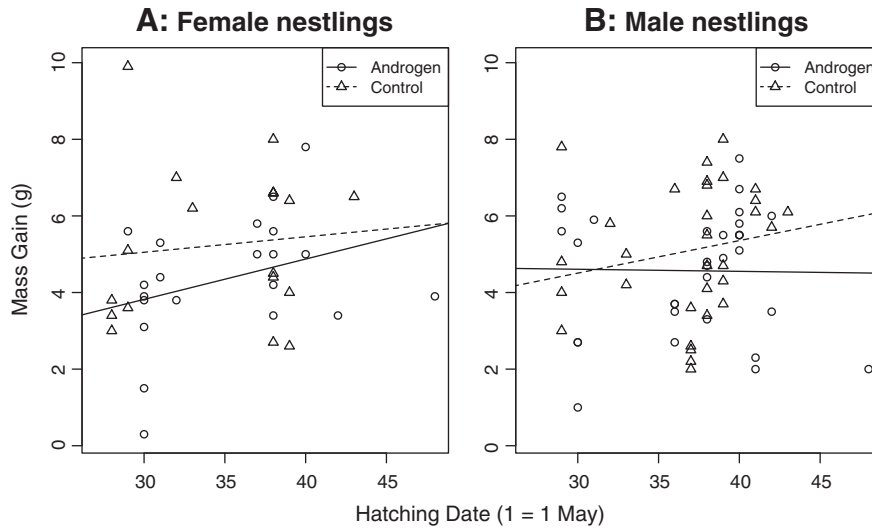 A: Female nestlings
B: Male nestlings
Androgen
Control
Androgen
Control
Mass Gain (g)
10
8
6
4
2
0
10
8
6
4
2
0
30 35 40 45
30 35 40 45
Hatching Date (1 = 1 May)